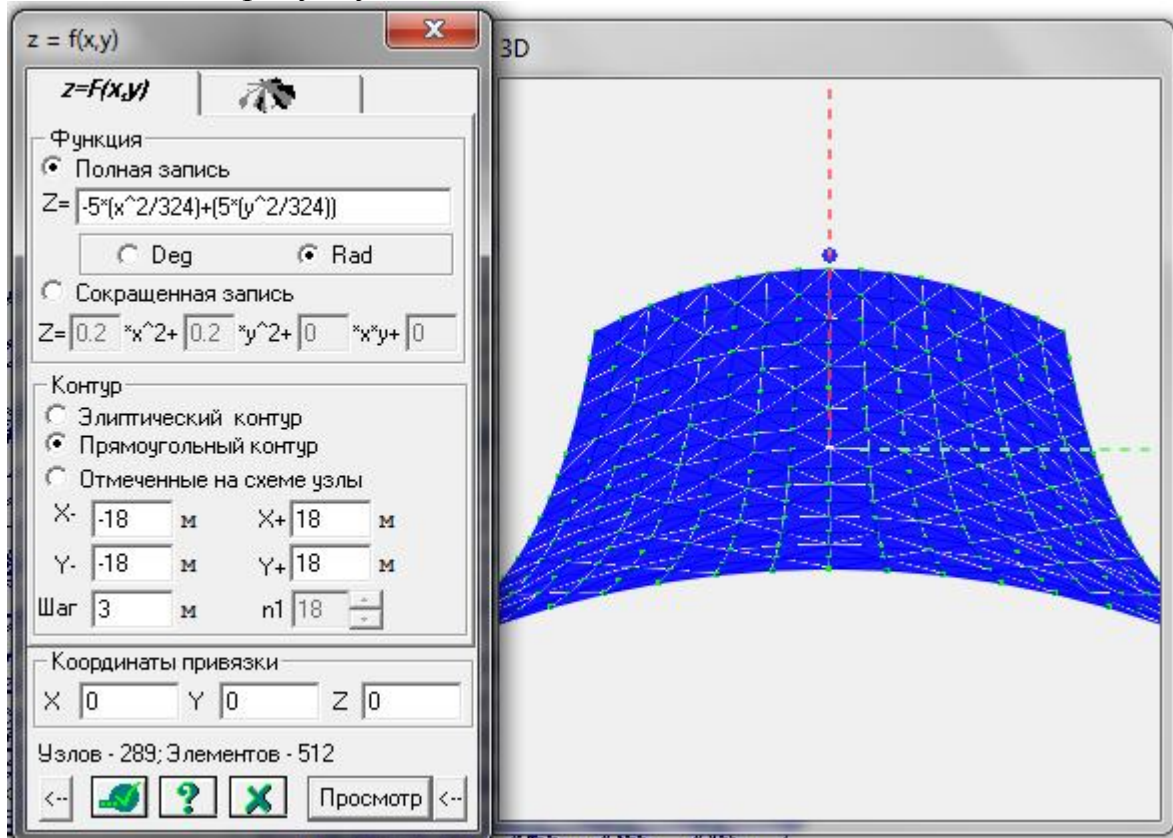 z = f(x,y)
z=F(x,y)
Функция
Полная запись
Z= -5*(x^2/324)+(5*(y^2/324))
Deg Rad
Сокращенная запись
Z= 0.2 *x^2+ 0.2 *y^2+ 0 *x*y+ 0
Контур
Элиптический контур
Прямоугольный контур
Отмеченные на схеме узлы
X- -18 м X+ 18 м
Y- -18 м Y+ 18 м
Шаг 3 м n1 18
Координаты привязки
X 0 Y 0 Z 0
Узлов - 289; Элементов - 512
<-- ? Просмотр <--
3D